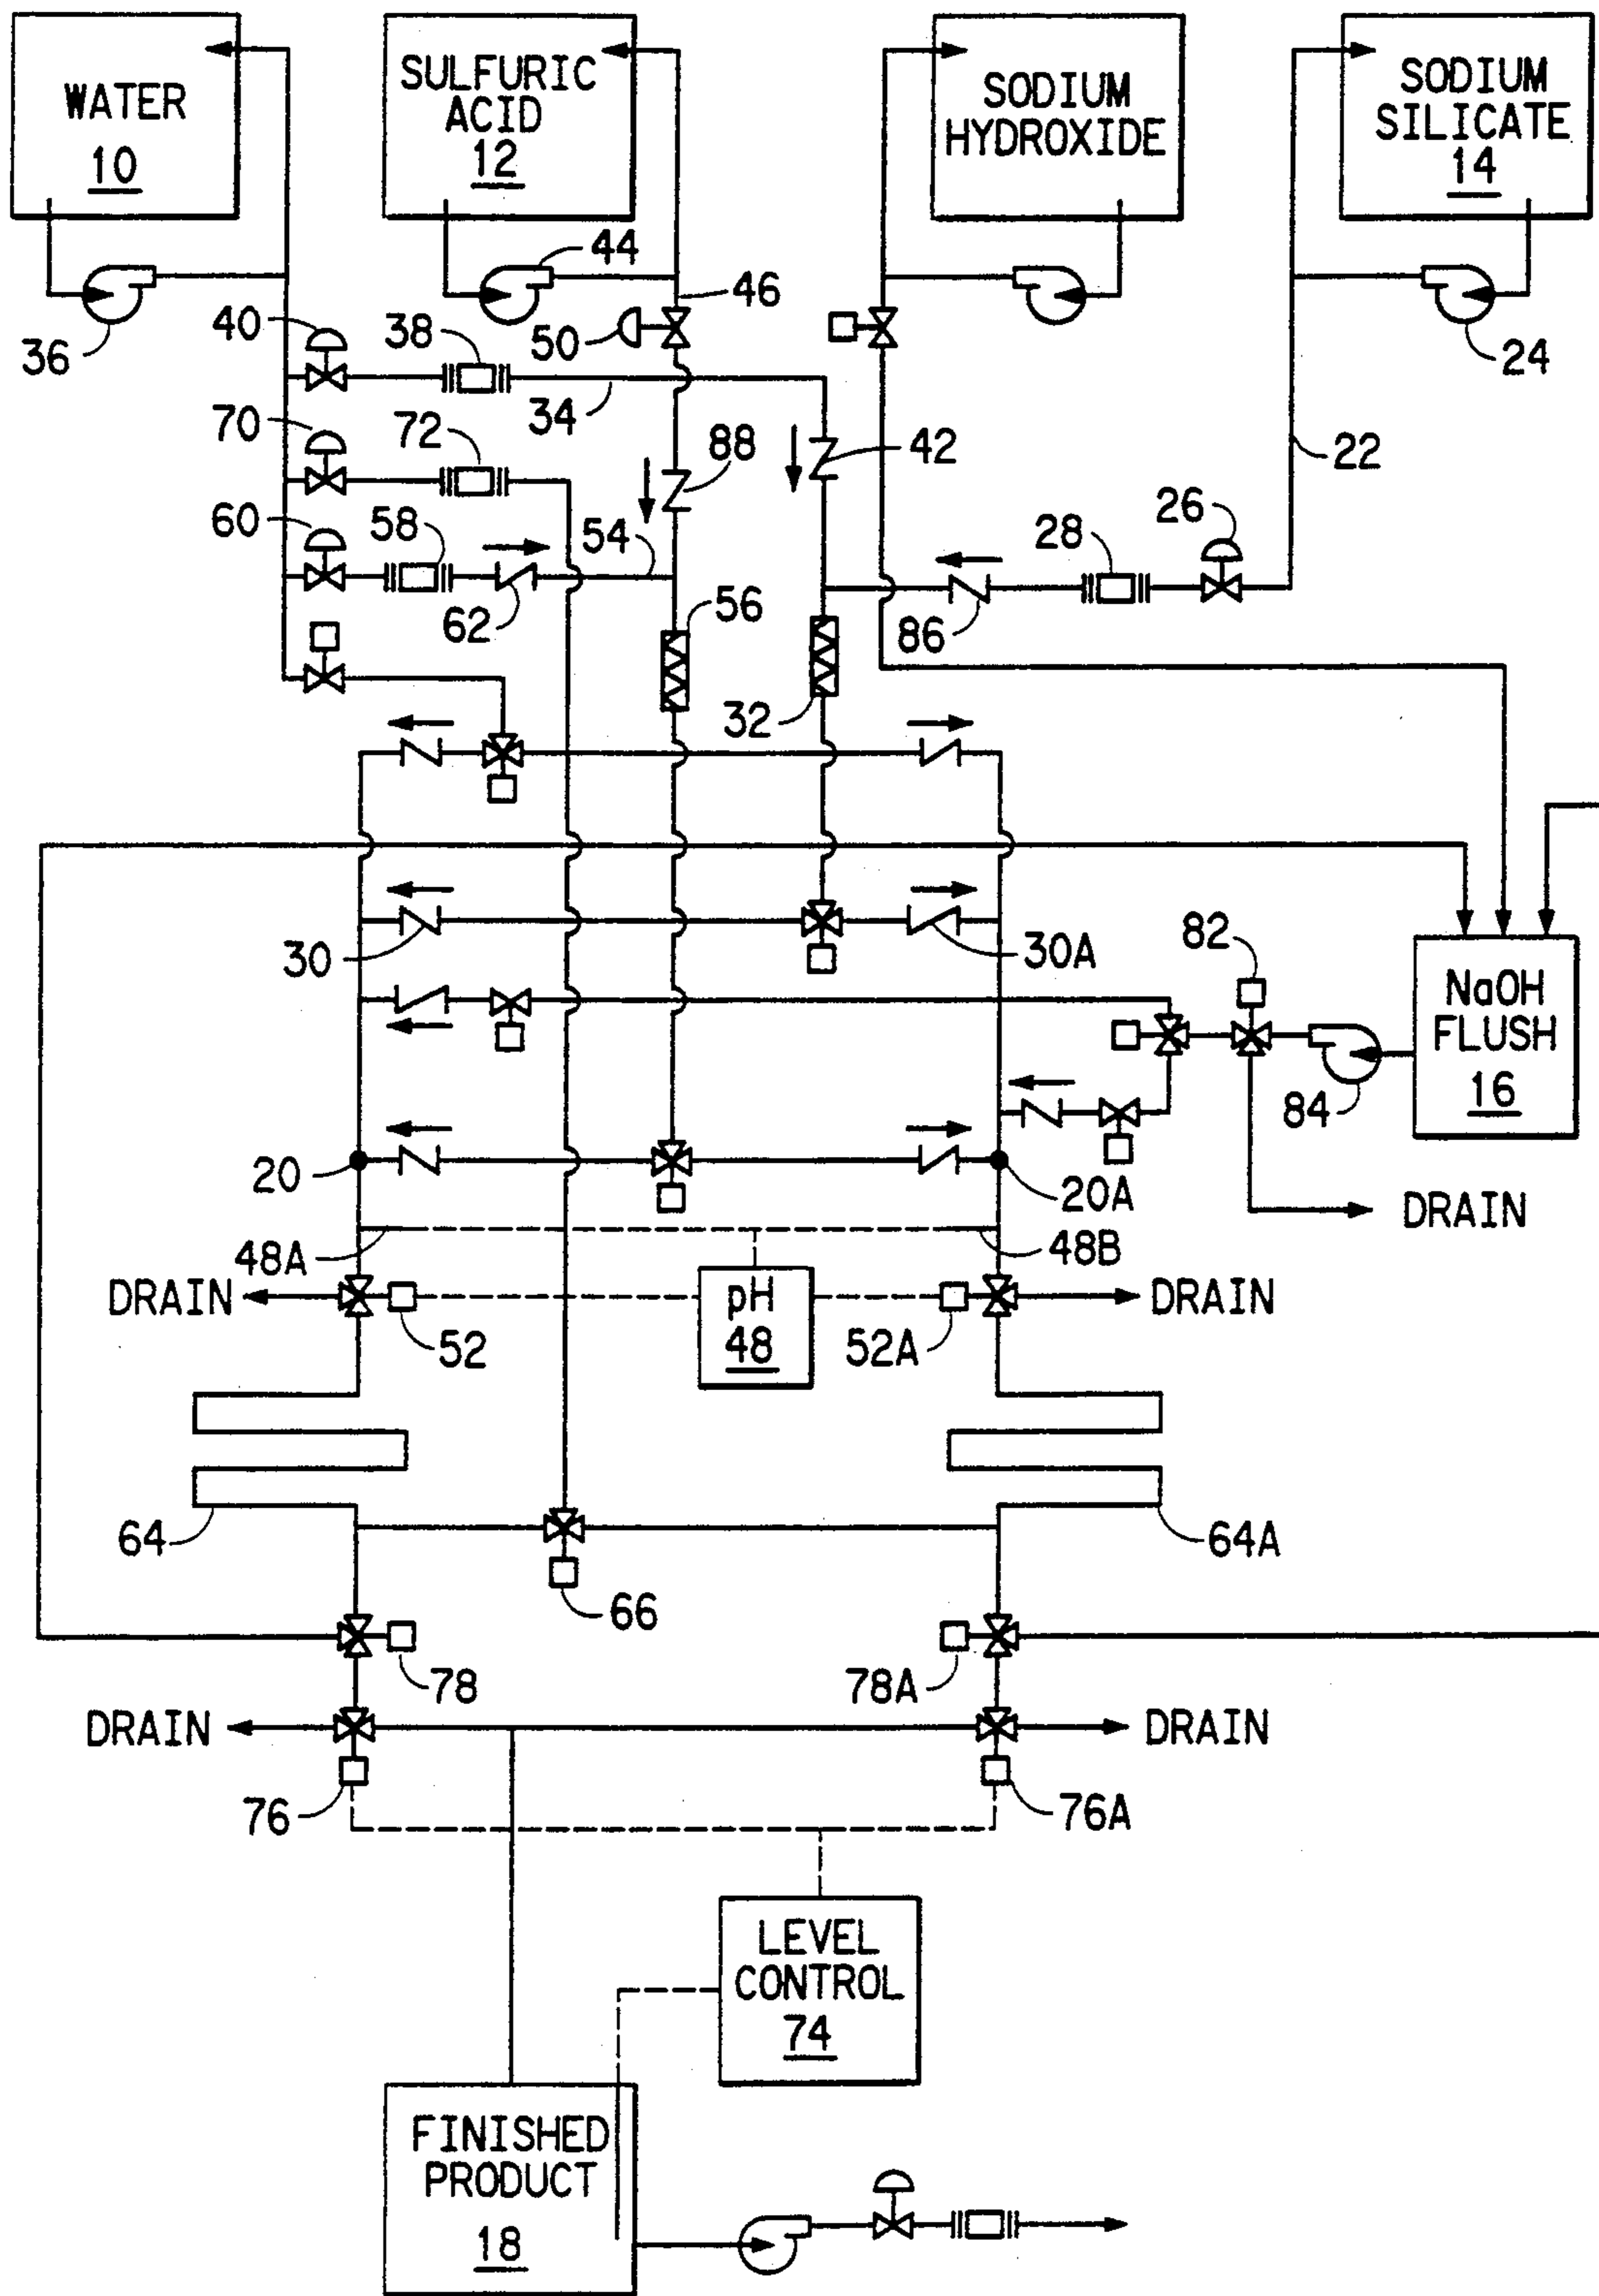 WATER
10
SULFURIC
ACID
12
SODIUM
HYDROXIDE
SODIUM
SILICATE
14
44
46
36
40
38
50
24
34
70
72
88
42
22
60
58
54
28
26
62
56
86
32
30
30A
82
NaOH
FLUSH
16
84
20
20A
DRAIN
48A
48B
DRAIN
pH
48
DRAIN
52
52A
64
64A
66
78
78A
DRAIN
DRAIN
76
76A
LEVEL
CONTROL
74
FINISHED
PRODUCT
18